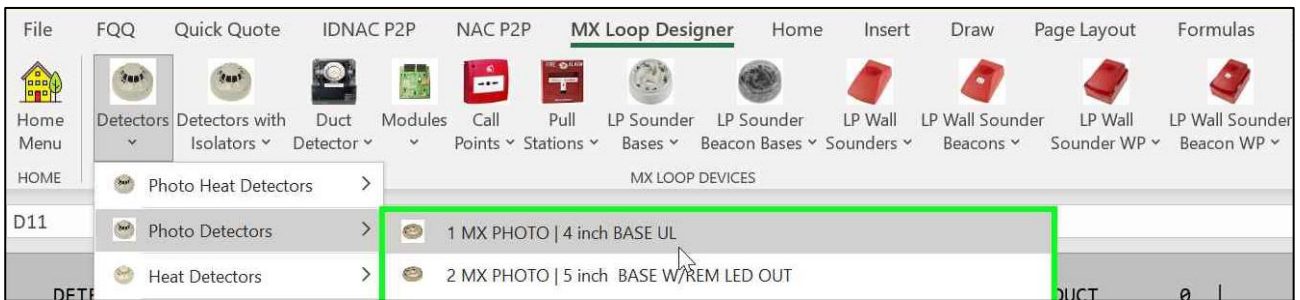 File FQQ Quick Quote IDNAC P2P NAC P2P MX Loop Designer Home Insert Draw Page Layout Formulas
Home Detectors Detectors with Duct Modules Call Pull LP Sounder LP Sounder LP Wall LP Wall Sounder LP Wall LP Wall Sounder
Menu Isolators Detector Points Stations Bases Beacon Bases Sounders Beacons Sounder WP Beacon WP
HOME MX LOOP DEVICES
Photo Heat Detectors
D11
Photo Detectors 1 MX PHOTO | 4 inch BASE UL
Heat Detectors 2 MX PHOTO | 5 inch BASE W/REM LED OUT
DETE DUCT 0 |